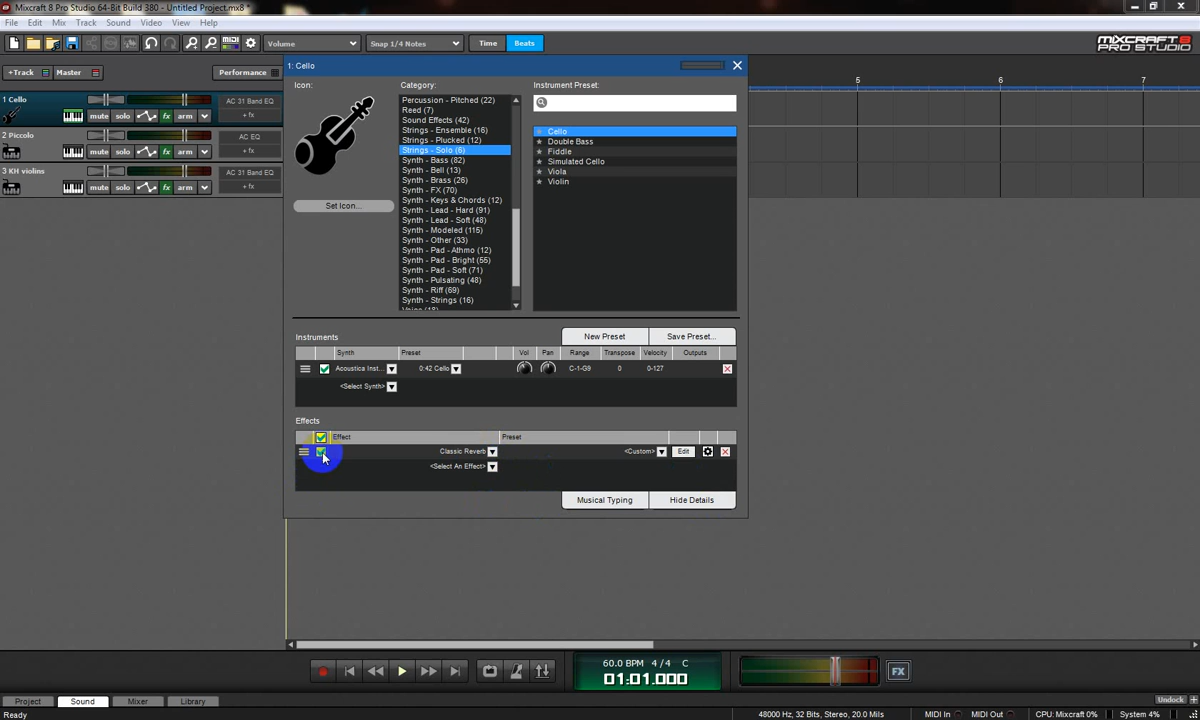 Mixcraft 8 Pro Studio 64-Bit Build 380 - Untitled Project.mx8 *
File Edit Mix Track Sound Video View Help
Volume Snap 1/4 Notes Time Beats MIXCRAFT 8 PRO STUDIO
+Track Master Performance
1: Cello
5 6 7
1 Cello AC 31 Band EQ
mute solo fx arm + fx
2 Piccolo AC EQ
mute solo fx arm + fx
3 KH violins AC 31 Band EQ
mute solo fx arm + fx
Icon:
Set Icon...
Category:
Percussion - Pitched (22)
Reed (7)
Sound Effects (42)
Strings - Ensemble (16)
Strings - Plucked (12)
Strings - Solo (6)
Synth - Bass (82)
Synth - Bell (13)
Synth - Brass (26)
Synth - FX (70)
Synth - Keys & Chords (12)
Synth - Lead - Hard (91)
Synth - Lead - Soft (48)
Synth - Modeled (115)
Synth - Other (33)
Synth - Pad - Athmo (12)
Synth - Pad - Bright (55)
Synth - Pad - Soft (71)
Synth - Pulsating (48)
Synth - Riff (69)
Synth - Strings (16)
Instrument Preset:
Cello
Double Bass
Fiddle
Simulated Cello
Viola
Violin
Instruments New Preset Save Preset...
Synth Preset Vol Pan Range Transpose Velocity Outputs
Acoustica Inst... 0:42 Cello C-1-G9 0 0-127
<Select Synth>
Effects
Effect Preset
Classic Reverb <Custom> Edit
<Select An Effect>
Musical Typing Hide Details
60.0 BPM 4 / 4 C
01:01.000
FX
Project Sound Mixer Library Undock
Ready 48000 Hz, 32 Bits, Stereo, 20.0 Mils MIDI In MIDI Out CPU: Mixcraft 0% System 4%